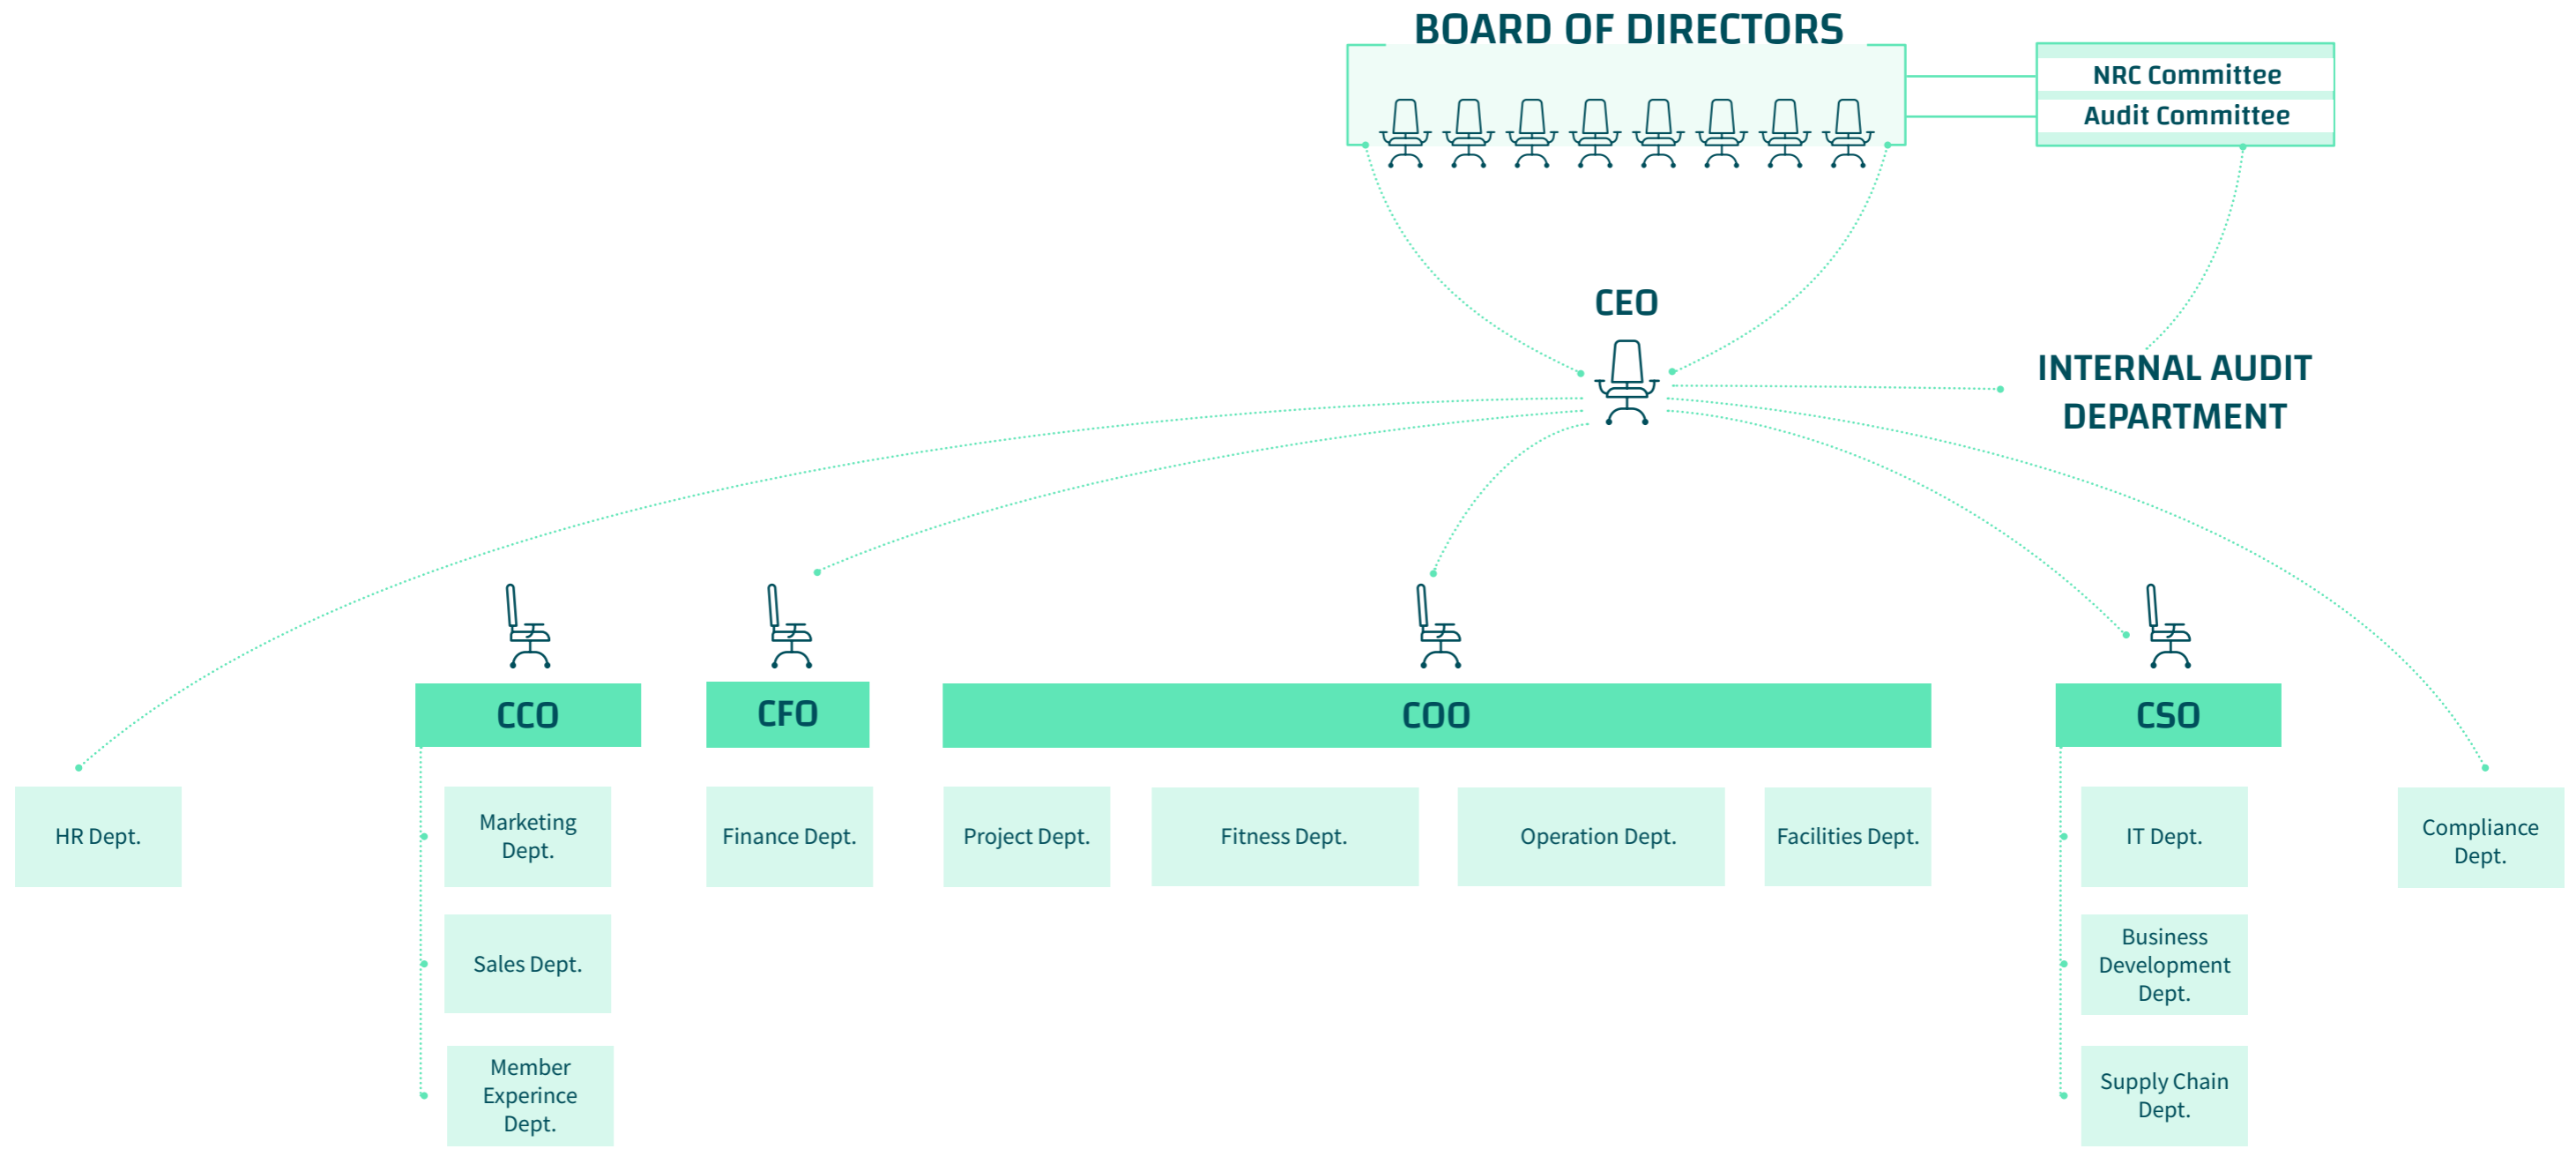 BOARD OF DIRECTORS
NRC Committee
Audit Committee
CEO
INTERNAL AUDIT
DEPARTMENT
CCO
CFO
COO
CSO
HR Dept.
Marketing
Dept.
Finance Dept.
Project Dept.
Fitness Dept.
Operation Dept.
Facilities Dept.
IT Dept.
Compliance
Dept.
Sales Dept.
Business
Development
Dept.
Member
Experince
Dept.
Supply Chain
Dept.